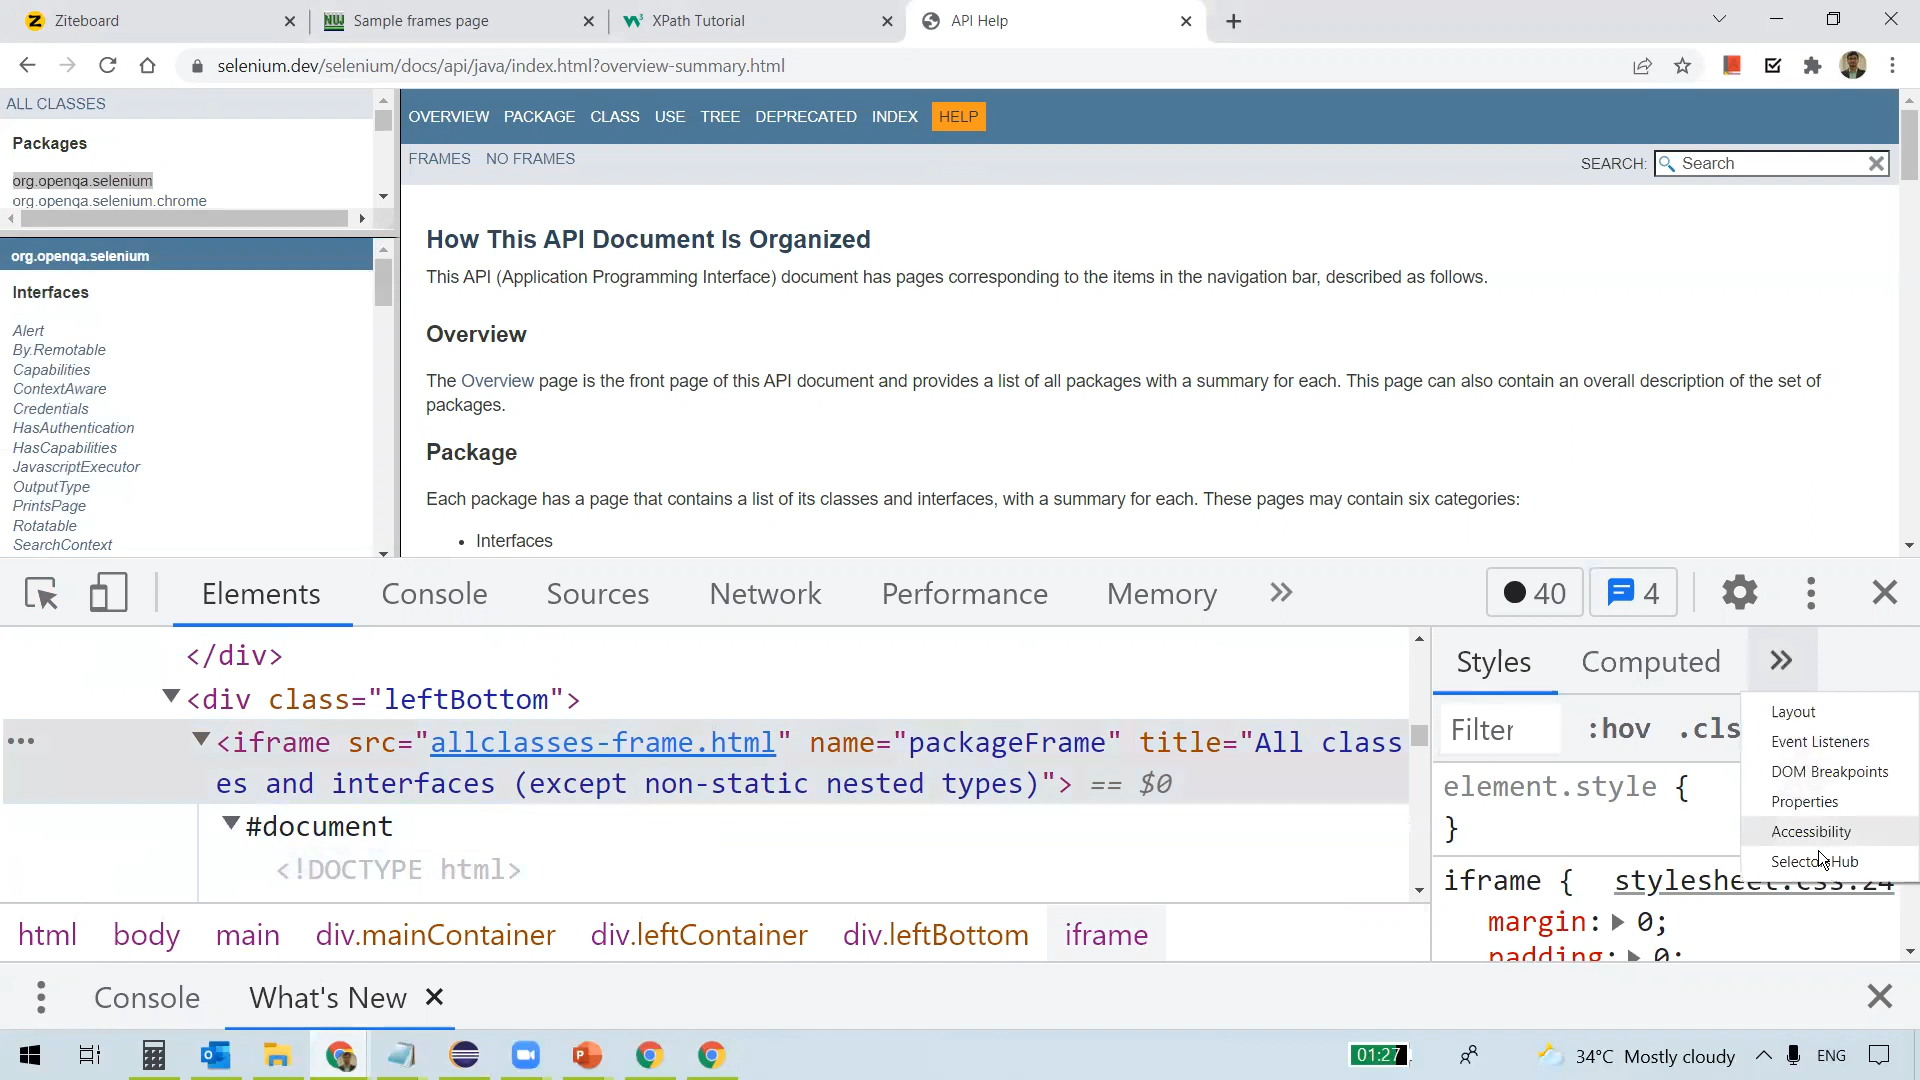 Ziteboard
Sample frames page
XPath Tutorial
API Help
selenium.dev/selenium/docs/api/java/index.html?overview-summary.html
ALL CLASSES
Packages
org.openqa.selenium
org.openqa.selenium.chrome
org.openqa.selenium
Interfaces
Alert
By.Remotable
Capabilities
ContextAware
Credentials
HasAuthentication
HasCapabilities
JavascriptExecutor
OutputType
PrintsPage
Rotatable
SearchContext
OVERVIEW PACKAGE CLASS USE TREE DEPRECATED INDEX HELP
FRAMES NO FRAMES
SEARCH: Search
How This API Document Is Organized
This API (Application Programming Interface) document has pages corresponding to the items in the navigation bar, described as follows.
Overview
The Overview page is the front page of this API document and provides a list of all packages with a summary for each. This page can also contain an overall description of the set of
packages.
Package
Each package has a page that contains a list of its classes and interfaces, with a summary for each. These pages may contain six categories:
• Interfaces
Elements Console Sources Network Performance Memory » 40 4
</div>
<div class="leftBottom">
<iframe src="allclasses-frame.html" name="packageFrame" title="All class
es and interfaces (except non-static nested types)"> == $0
#document
<!DOCTYPE html>
html body main div.mainContainer div.leftContainer div.leftBottom iframe
Styles Computed »
Filter :hov .cls
element.style {
}
iframe { stylesheet.css:24
margin: 0;
padding: 0;
Layout
Event Listeners
DOM Breakpoints
Properties
Accessibility
SelectorsHub
Console What's New
01:27
34°C Mostly cloudy
ENG